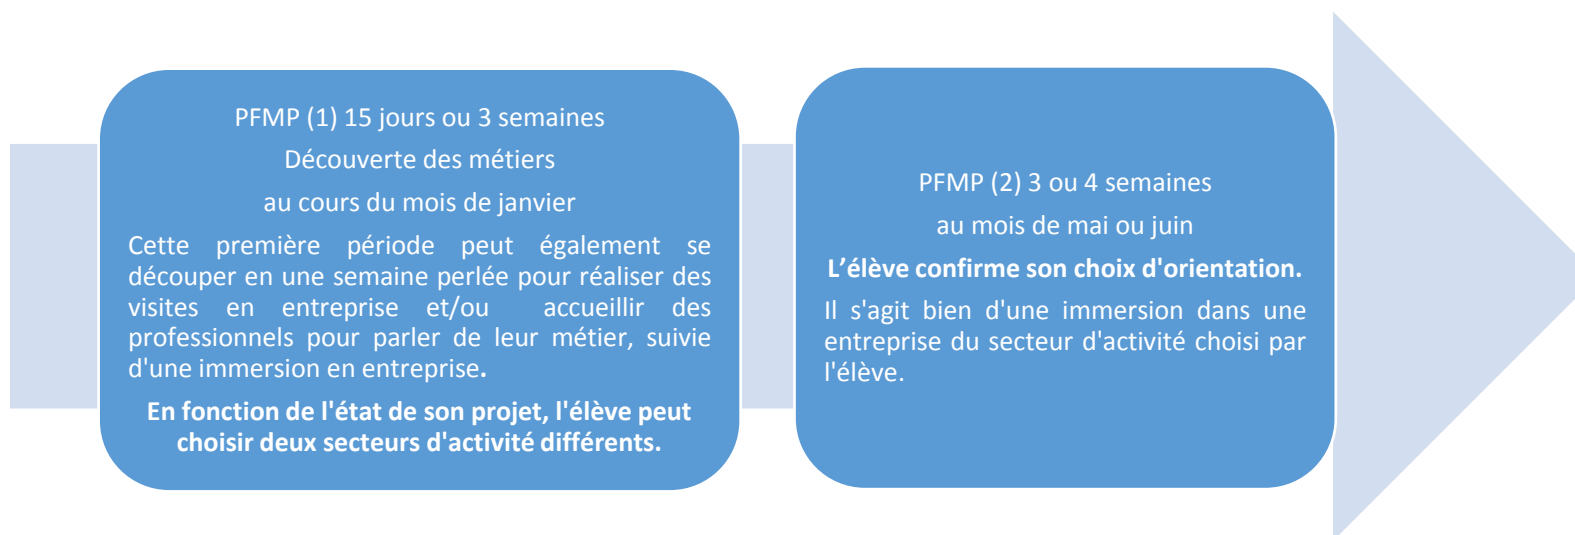 PFMP (1) 15 jours ou 3 semaines
Découverte des métiers
au cours du mois de janvier
Cette première période peut également se
découper en une semaine perlée pour réaliser des
visites en entreprise et/ou accueillir des
professionnels pour parler de leur métier, suivie
d'une immersion en entreprise.
En fonction de l'état de son projet, l'élève peut
choisir deux secteurs d'activité différents.
PFMP (2) 3 ou 4 semaines
au mois de mai ou juin
L’élève confirme son choix d'orientation.
Il s'agit bien d'une immersion dans une
entreprise du secteur d'activité choisi par
l'élève.